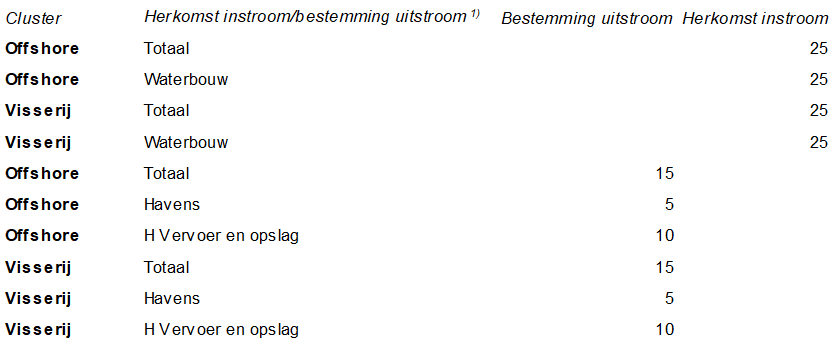 Cluster Herkomst instroom/bestemming uitstroom 1) Bestemming uitstroom Herkomst instroom
Offshore Totaal 25
Offshore Waterbouw 25
Visserij Totaal 25
Visserij Waterbouw 25
Offshore Totaal 15
Offshore Havens 5
Offshore H Vervoer en opslag 10
Visserij Totaal 15
Visserij Havens 5
Visserij H Vervoer en opslag 10